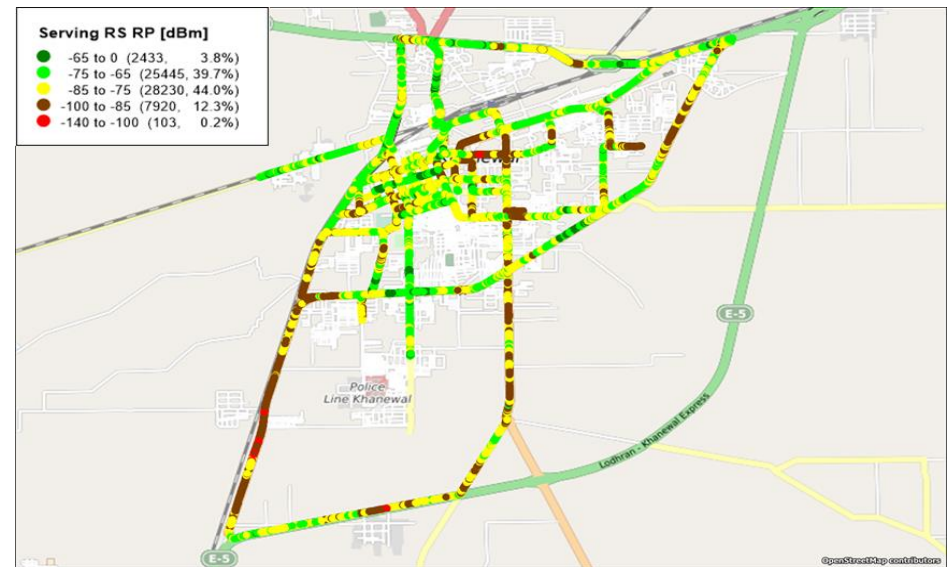 Serving RS RP [dBm]
-65 to 0 (2433, 3.8%)
-75 to -65 (25445, 39.7%)
-85 to -75 (28230, 44.0%)
-100 to -85 (7920, 12.3%)
-140 to -100 (103, 0.2%)
E-5
Police
Line Khanewal
Lodhran - Khanewal Express
E-5
OpenStreetMap contributors